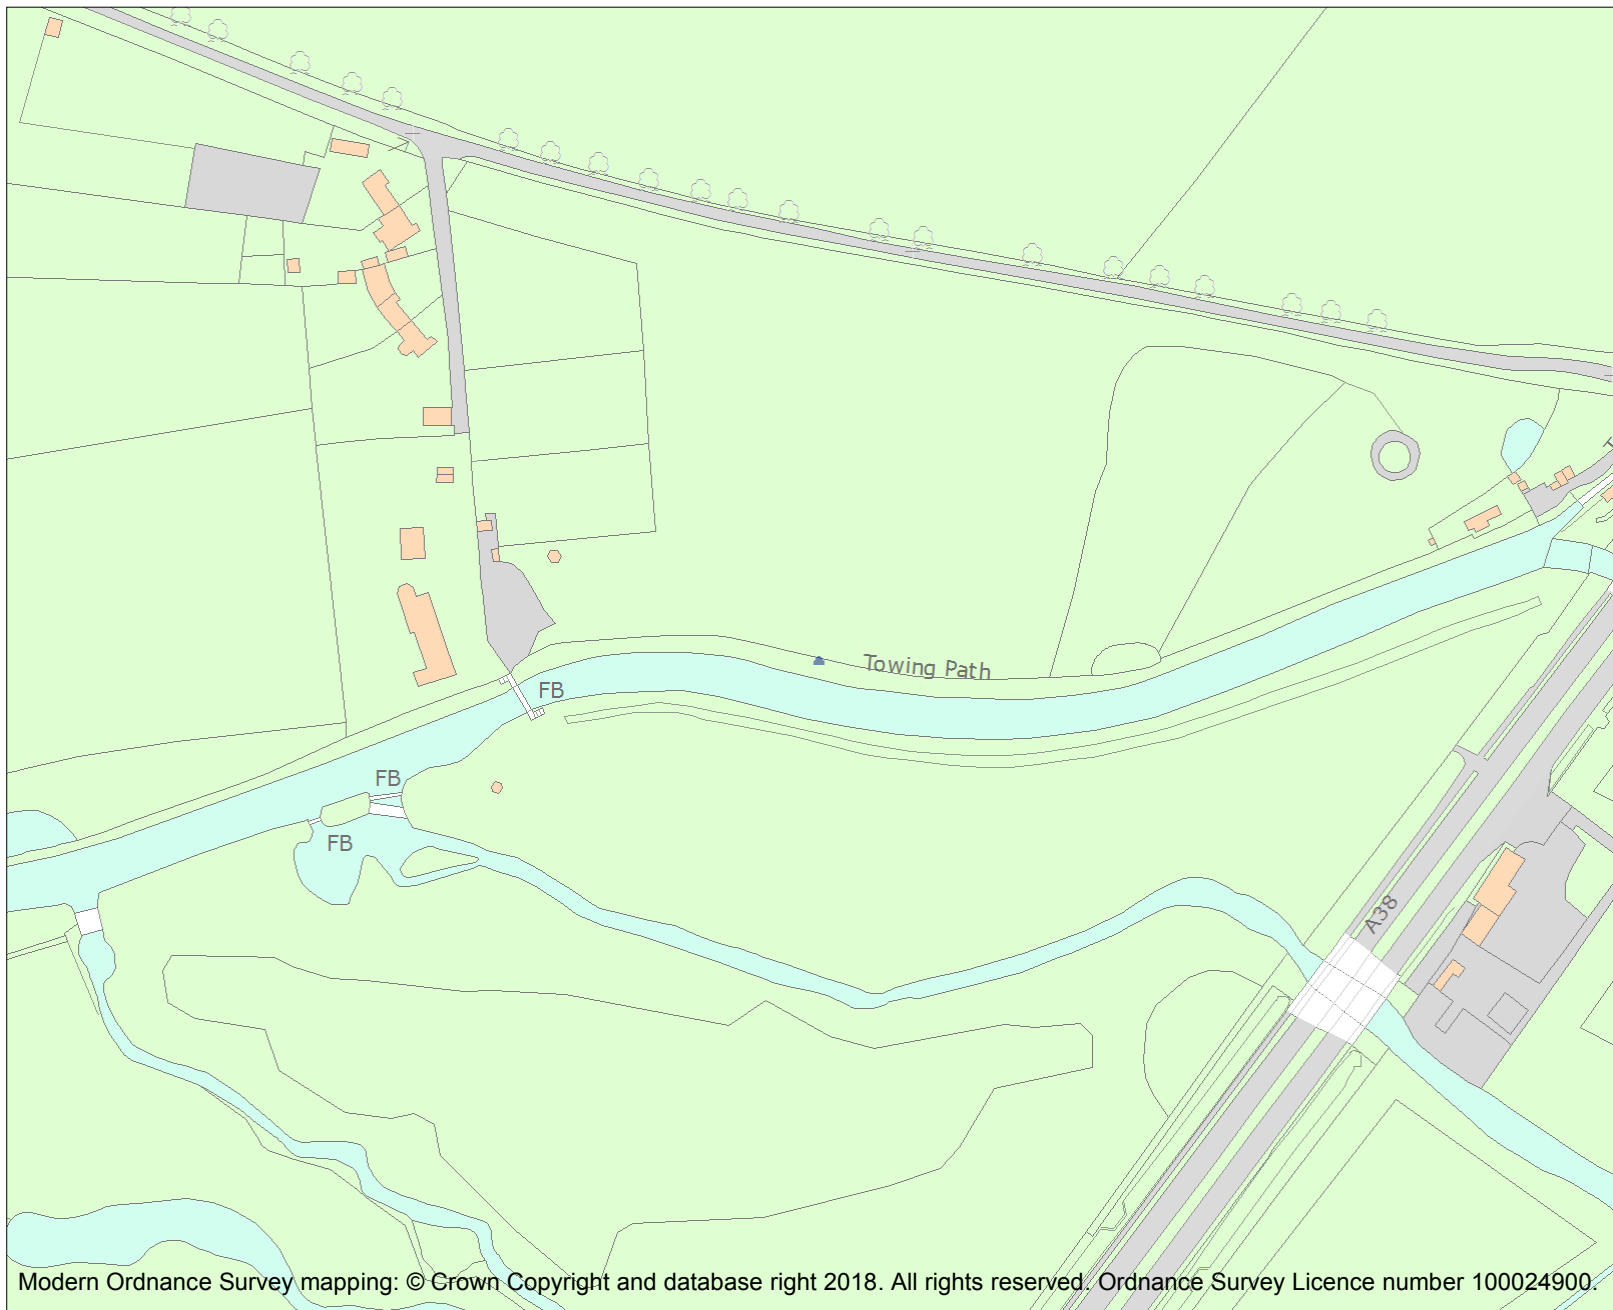 Towing Path
FB
FB
FB
A38
Modern Ordnance Survey mapping: © Crown Copyright and database right 2018. All rights reserved. Ordnance Survey Licence number 100024900.